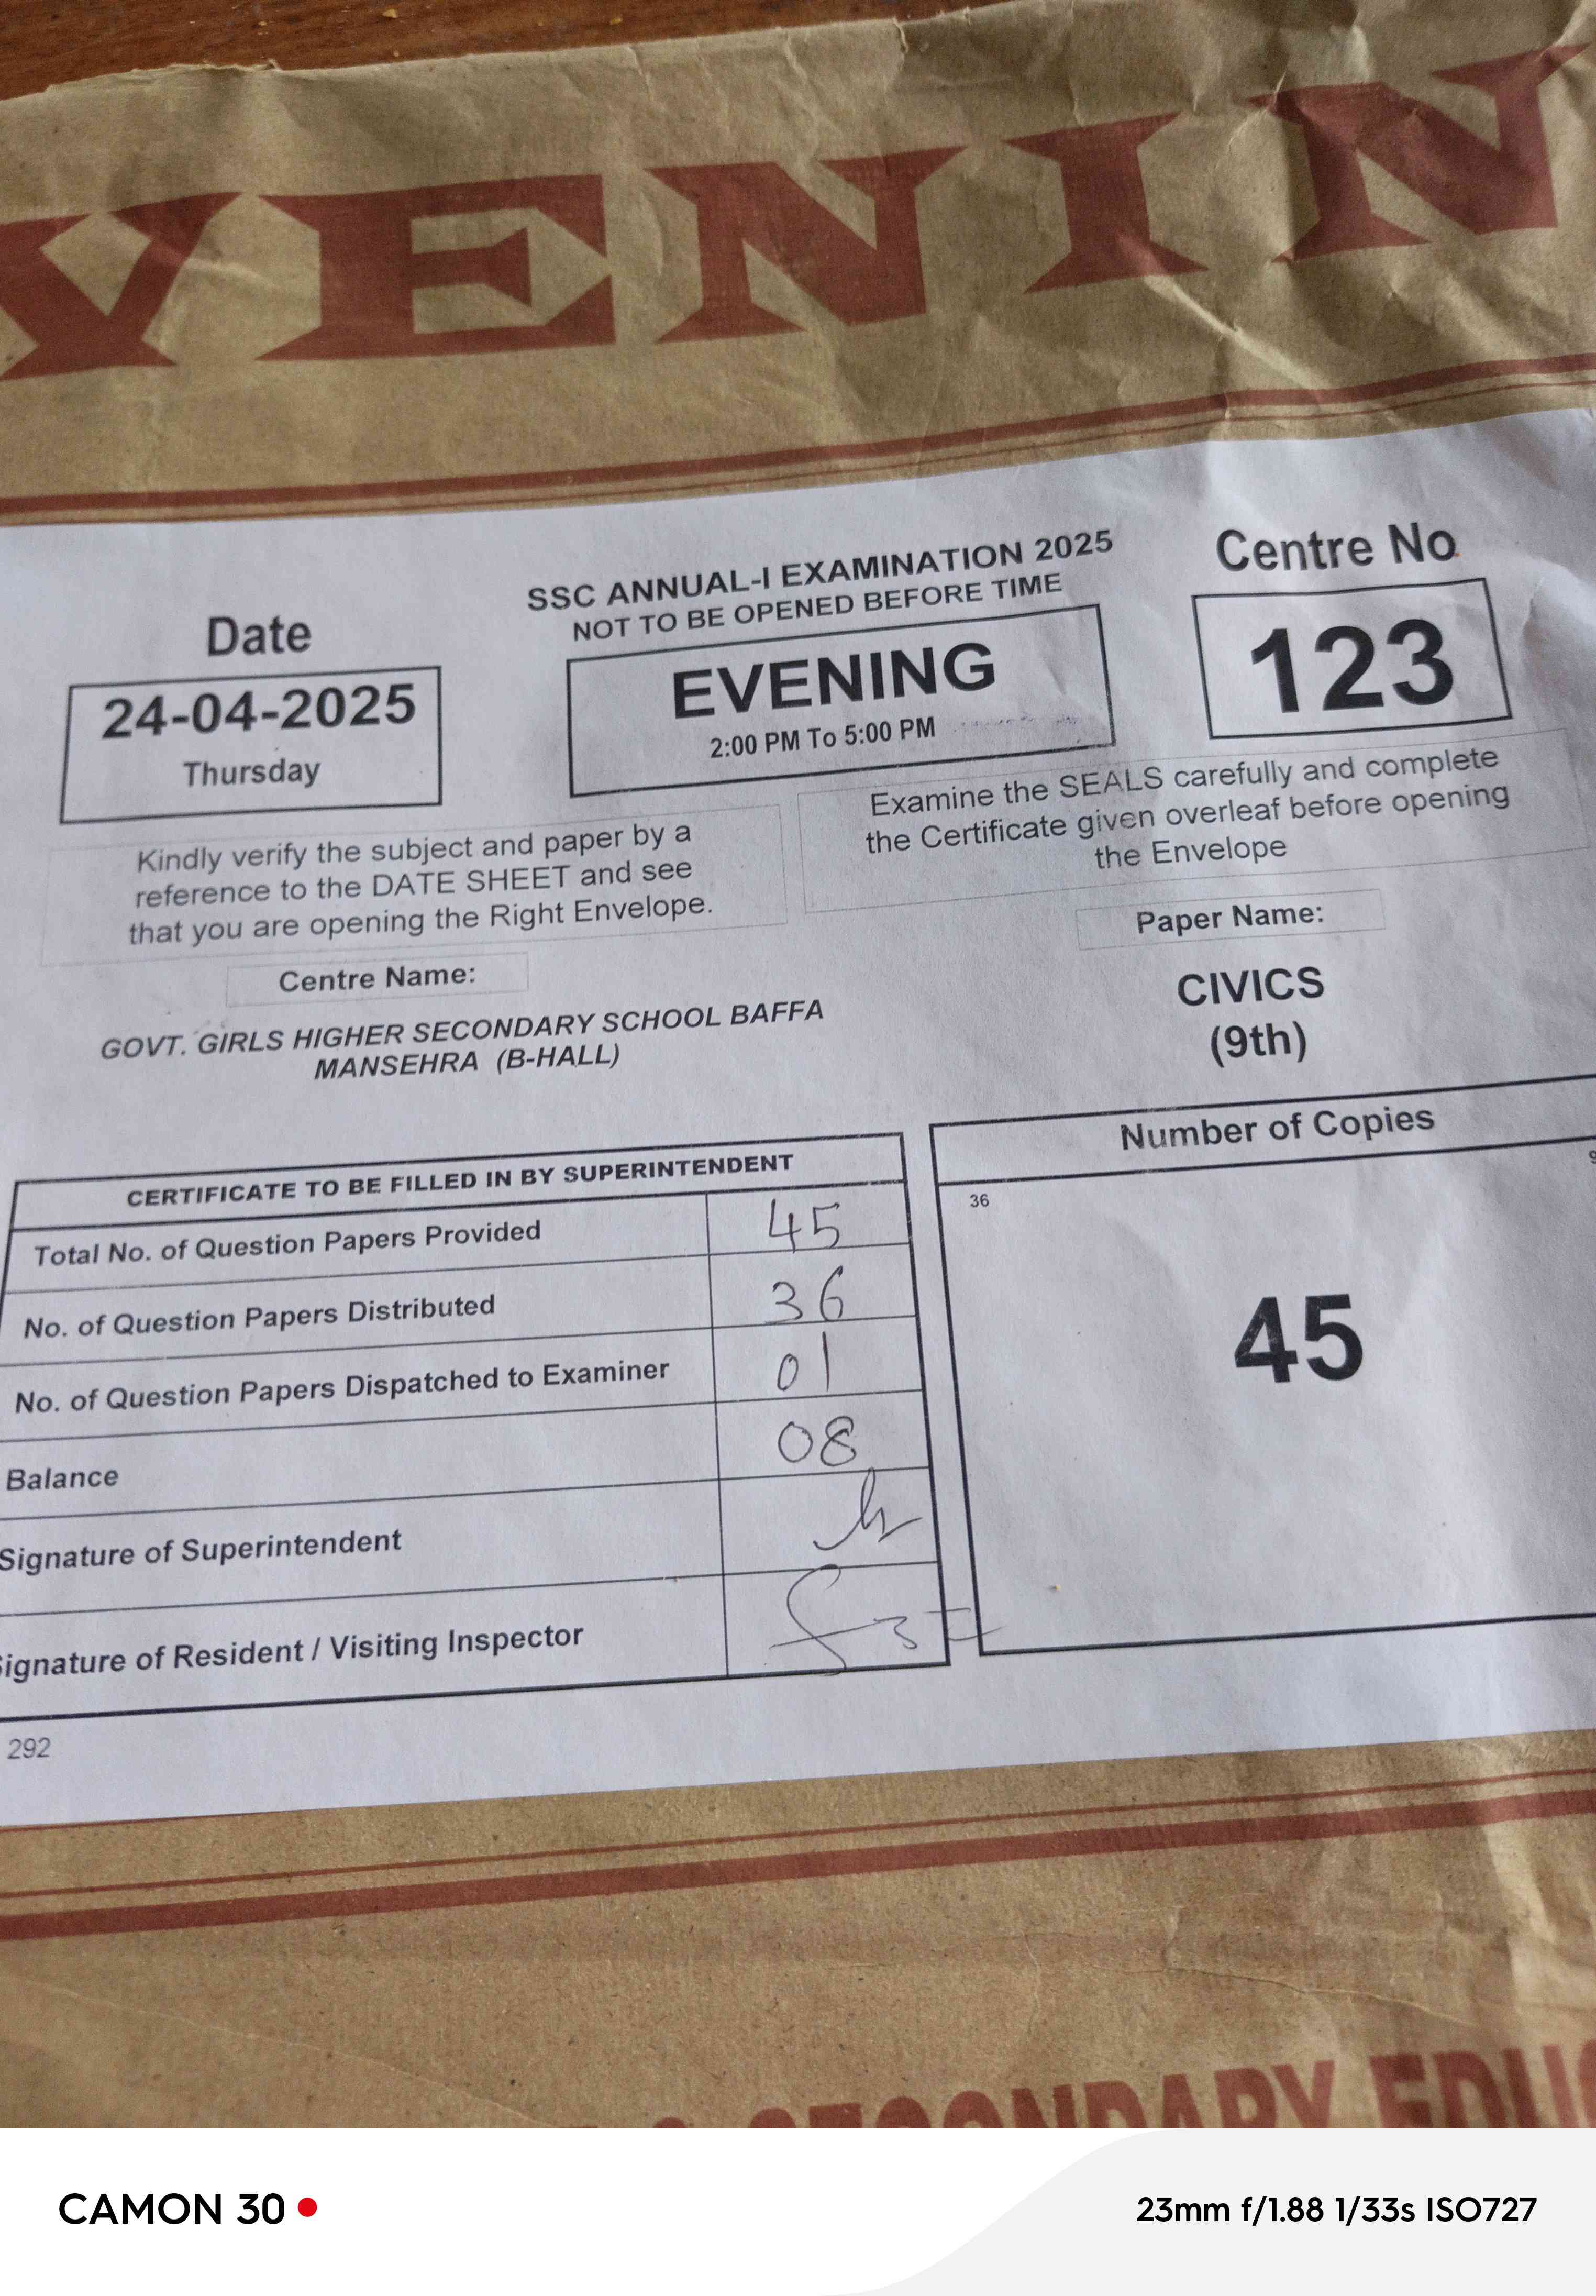 VENIN
SSC ANNUAL-I EXAMINATION 2025
NOT TO BE OPENED BEFORE TIME
Centre No
Date
24-04-2025
Thursday
EVENING
2:00 PM To 5:00 PM
123
Kindly verify the subject and paper by a
reference to the DATE SHEET and see
that you are opening the Right Envelope.
Examine the SEALS carefully and complete
the Certificate given overleaf before opening
the Envelope
Centre Name:
GOVT. GIRLS HIGHER SECONDARY SCHOOL BAFFA
MANSEHRA (B-HALL)
Paper Name:
CIVICS
(9th)
CERTIFICATE TO BE FILLED IN BY SUPERINTENDENT
Total No. of Question Papers Provided 45
No. of Question Papers Distributed 36
No. of Question Papers Dispatched to Examiner 01
Balance 08
Signature of Superintendent
ignature of Resident / Visiting Inspector
Number of Copies
36
9
45
292
SECONDARY EDUC
CAMON 30
23mm f/1.88 1/33s ISO727